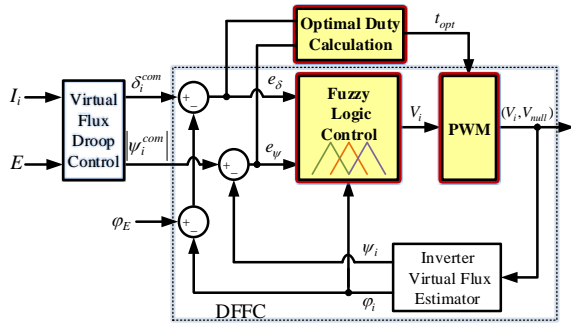 Optimal Duty
Calculation
t_opt
I_i
E
Virtual
Flux
Droop
Control
δ_i^com
|ψ_i^com|
+
−
+
−
e_δ
e_ψ
Fuzzy
Logic
Control
V_i
PWM
(V_i, V_null)
φ_E
+
−
ψ_i
φ_i
Inverter
Virtual Flux
Estimator
DFFC